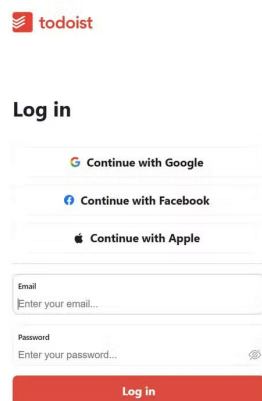 todoist
Log in
Continue with Google
Continue with Facebook
Continue with Apple
Email
Enter your email...
Password
Enter your password...
Log in